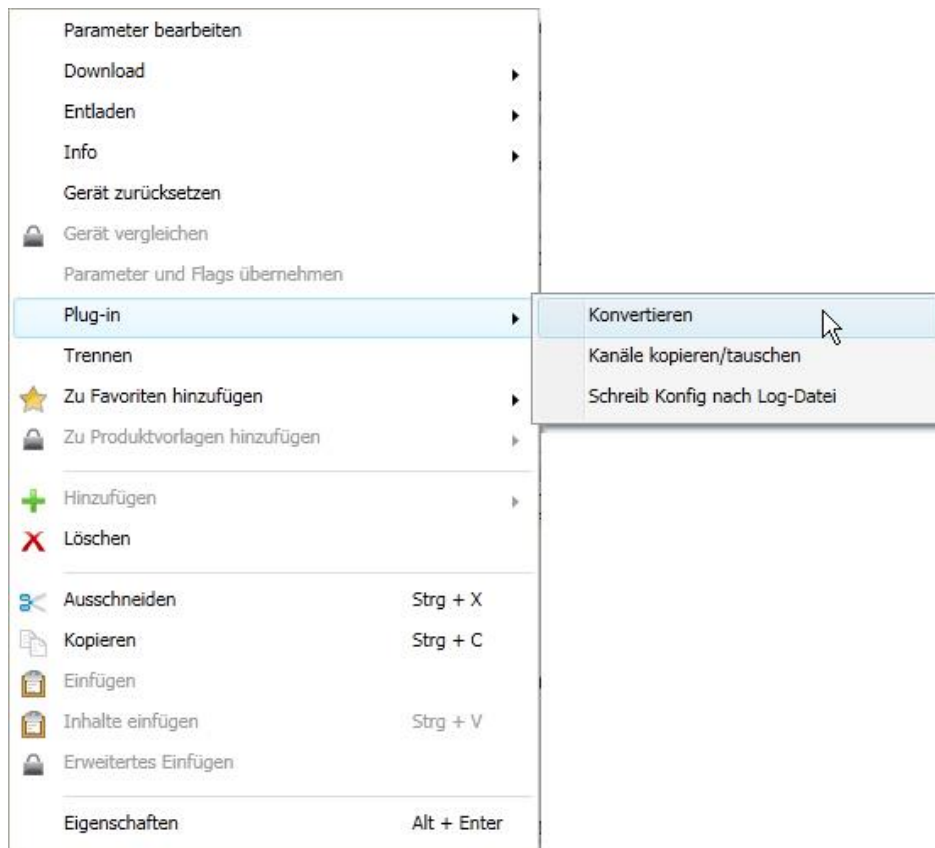 Parameter bearbeiten
Download
Entladen
Info
Gerät zurücksetzen
Gerät vergleichen
Parameter und Flags übernehmen
Plug-in
Konvertieren
Trennen
Kanäle kopieren/tauschen
Zu Favoriten hinzufügen
Schreib Konfig nach Log-Datei
Zu Produktvorlagen hinzufügen
Hinzufügen
Löschen
Ausschneiden Strg + X
Kopieren Strg + C
Einfügen
Inhalte einfügen Strg + V
Erweitertes Einfügen
Eigenschaften Alt + Enter